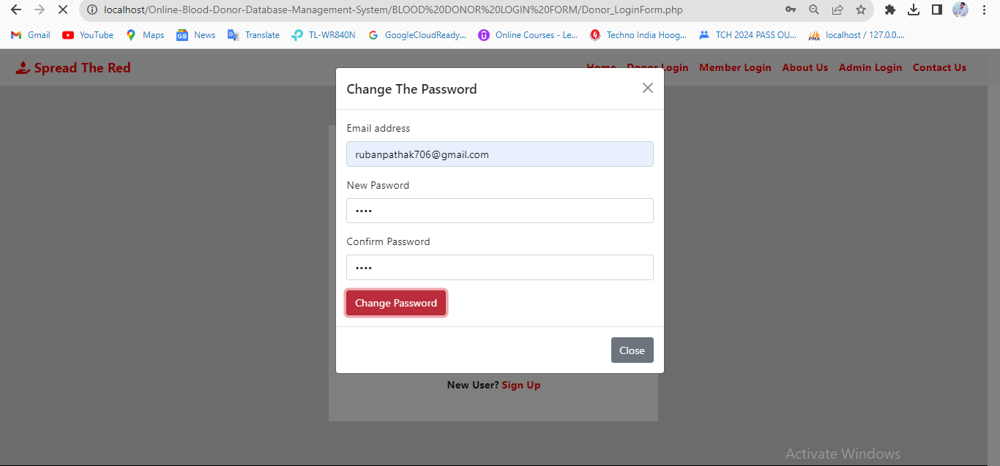 localhost/Online-Blood-Donor-Database-Management-System/BLOOD%20DONOR%20LOGIN%20FORM/Donor_LoginForm.php
Gmail YouTube Maps News Translate TL-WR840N GoogleCloudReady... Online Courses - Le... Techno India Hoog... TCH 2024 PASS OU... localhost / 127.0.0....
Spread The Red Home Donor Login Member Login About Us Admin Login Contact Us
Change The Password
Email address
rubanpathak706@gmail.com
New Pasword
••••
Confirm Password
••••
Change Password
Close
New User? Sign Up
Activate Windows